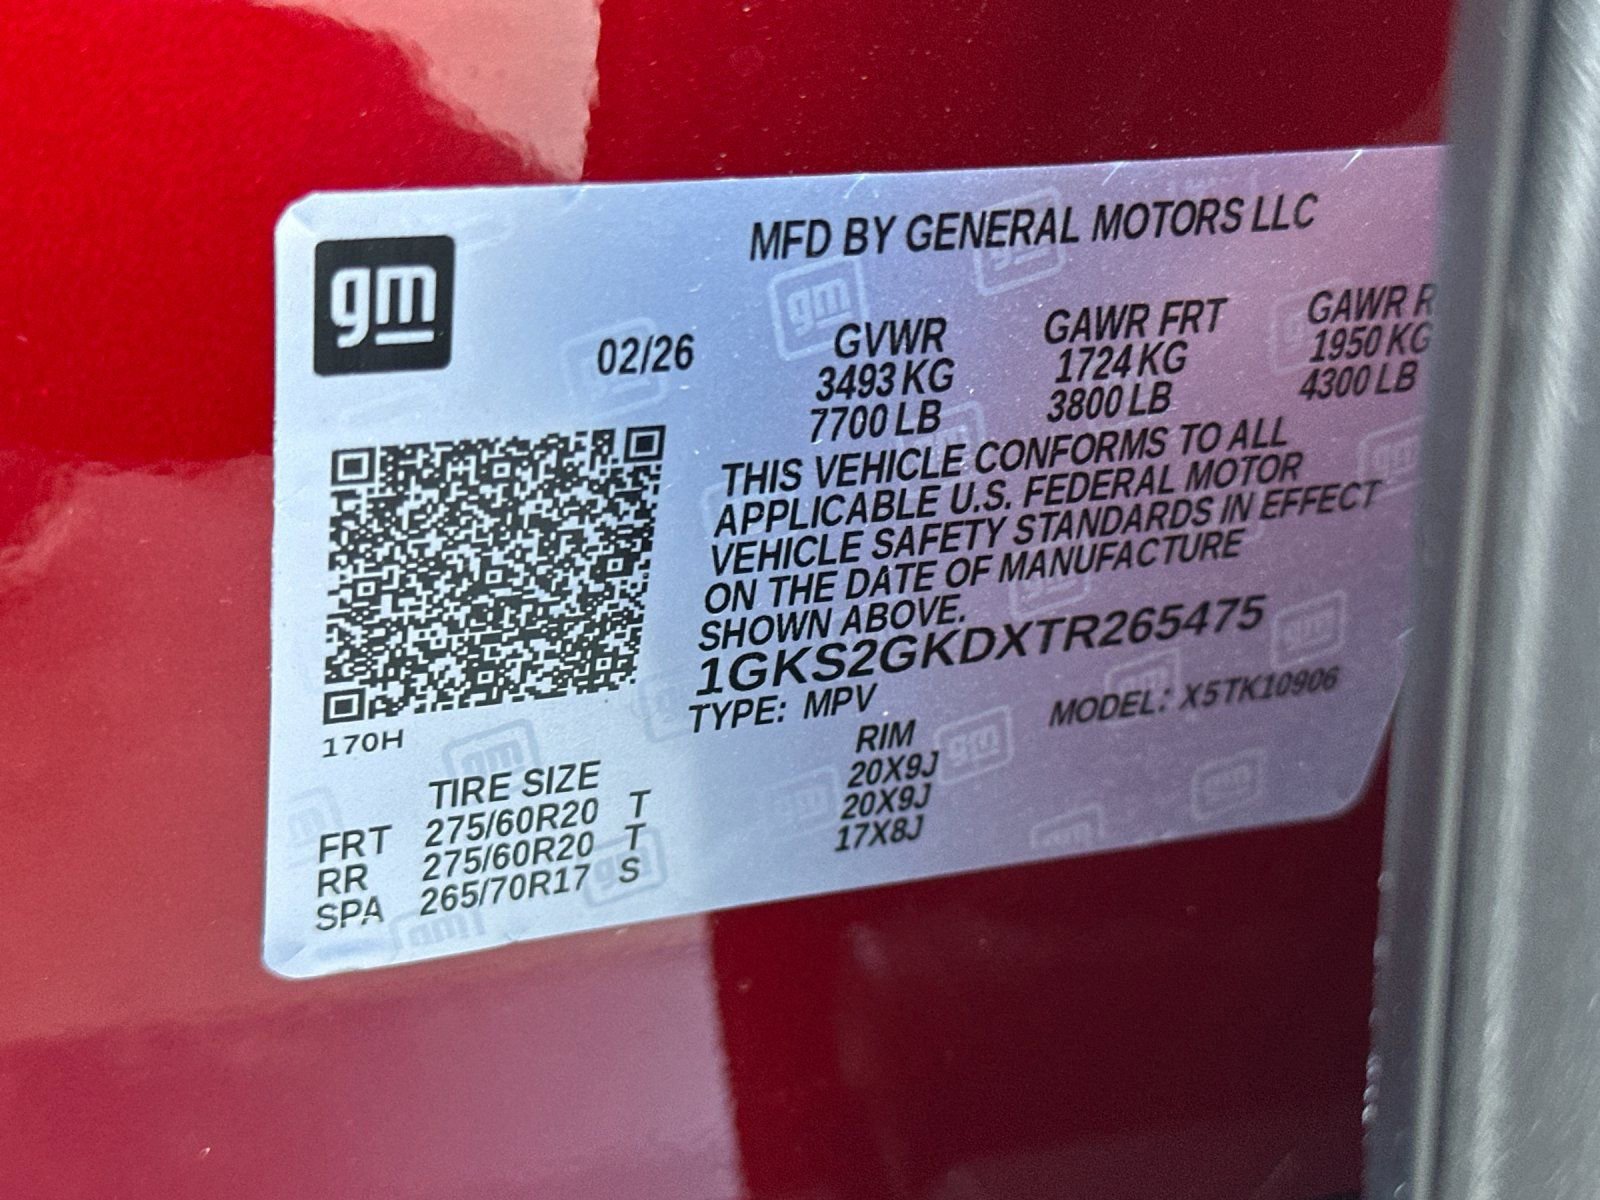 gm
MFD BY GENERAL MOTORS LLC
02/26
GVWR GAWR FRT GAWR R
3493 KG 1724 KG 1950 KG
7700 LB 3800 LB 4300 LB
THIS VEHICLE CONFORMS TO ALL
APPLICABLE U.S. FEDERAL MOTOR
VEHICLE SAFETY STANDARDS IN EFFECT
ON THE DATE OF MANUFACTURE
SHOWN ABOVE.
1GKS2GKDXTR265475
TYPE: MPV MODEL: X5TK10906
170H
TIRE SIZE RIM
FRT 275/60R20 T 20X9J
RR 275/60R20 T 20X9J
SPA 265/70R17 S 17X8J